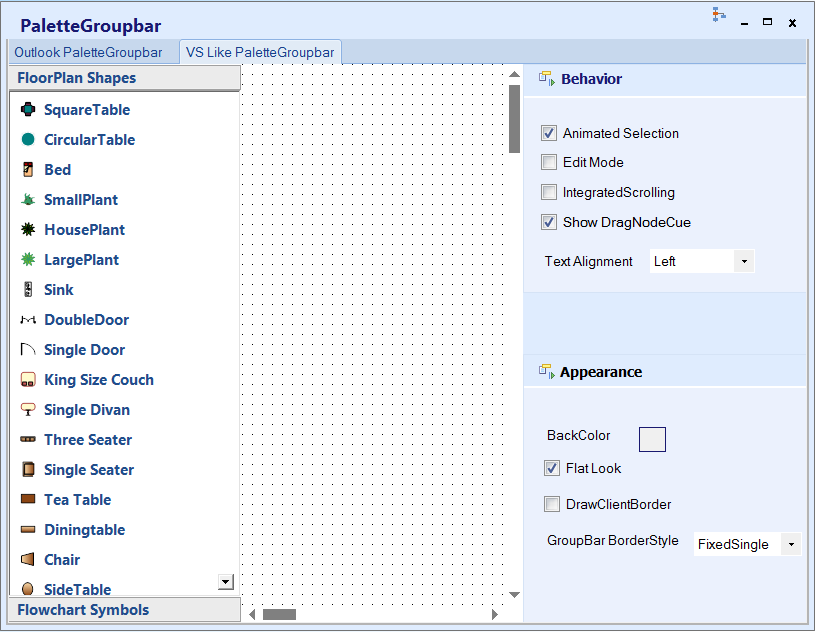 PaletteGroupbar
Outlook PaletteGroupbar
VS Like PaletteGroupbar
FloorPlan Shapes
SquareTable
CircularTable
Bed
SmallPlant
HousePlant
LargePlant
Sink
DoubleDoor
Single Door
King Size Couch
Single Divan
Three Seater
Single Seater
Tea Table
Diningtable
Chair
SideTable
Flowchart Symbols
Behavior
Animated Selection
Edit Mode
IntegratedScrolling
Show DragNodeCue
Text Alignment Left
Appearance
BackColor
Flat Look
DrawClientBorder
GroupBar BorderStyle FixedSingle